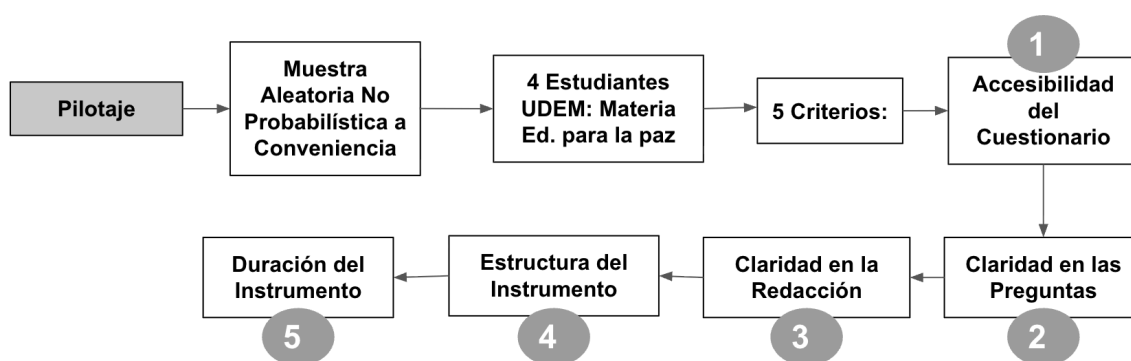 Pilotaje
Muestra
Aleatoria No
Probabilística a
Conveniencia
4 Estudiantes
UDEM: Materia
Ed. para la paz
5 Criterios:
1
Accesibilidad
del
Cuestionario
Claridad en las
Preguntas
2
Claridad en la
Redacción
3
Estructura del
Instrumento
4
Duración del
Instrumento
5